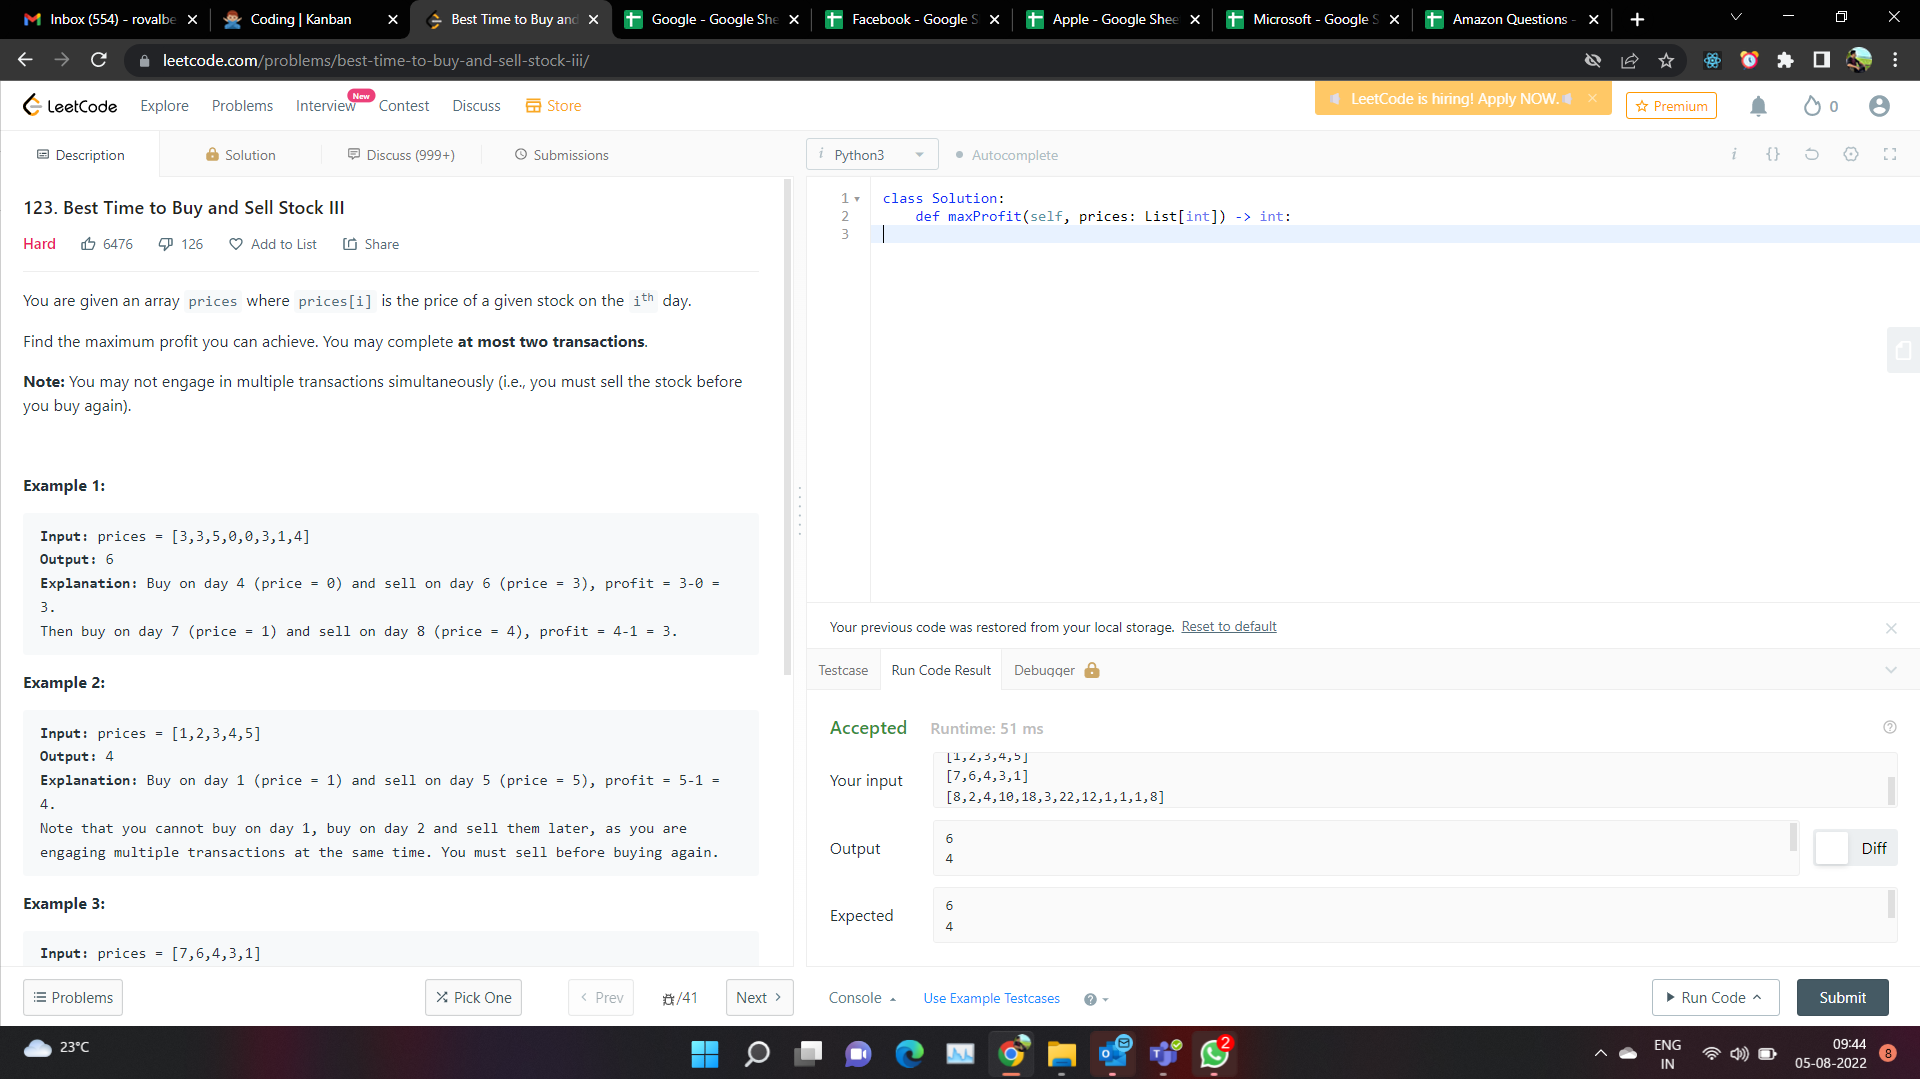 Inbox (554) - rovalbe
Coding | Kanban
Best Time to Buy and
Google - Google She
Facebook - Google S
Apple - Google Shee
Microsoft - Google S
Amazon Questions -
leetcode.com/problems/best-time-to-buy-and-sell-stock-iii/
LeetCode
Explore
Problems
Interview
New
Contest
Discuss
Store
LeetCode is hiring! Apply NOW.
Premium
0
Description
Solution
Discuss (999+)
Submissions
i Python3
Autocomplete
123. Best Time to Buy and Sell Stock III
Hard
6476
126
Add to List
Share
You are given an array prices where prices[i] is the price of a given stock on the ith day.
Find the maximum profit you can achieve. You may complete at most two transactions.
Note: You may not engage in multiple transactions simultaneously (i.e., you must sell the stock before
you buy again).
Example 1:
Input: prices = [3,3,5,0,0,3,1,4]
Output: 6
Explanation: Buy on day 4 (price = 0) and sell on day 6 (price = 3), profit = 3-0 =
3.
Then buy on day 7 (price = 1) and sell on day 8 (price = 4), profit = 4-1 = 3.
Example 2:
Input: prices = [1,2,3,4,5]
Output: 4
Explanation: Buy on day 1 (price = 1) and sell on day 5 (price = 5), profit = 5-1 =
4.
Note that you cannot buy on day 1, buy on day 2 and sell them later, as you are
engaging multiple transactions at the same time. You must sell before buying again.
Example 3:
Input: prices = [7,6,4,3,1]
Problems
Pick One
Prev
/41
Next
1 class Solution:
2 def maxProfit(self, prices: List[int]) -> int:
3
Your previous code was restored from your local storage. Reset to default
Testcase
Run Code Result
Debugger
Accepted
Runtime: 51 ms
Your input
[1,2,3,4,5]
[7,6,4,3,1]
[8,2,4,10,18,3,22,12,1,1,1,8]
Output
6
4
Diff
Expected
6
4
Console
Use Example Testcases
Run Code
Submit
23°C
2
ENG
IN
09:44
05-08-2022
8